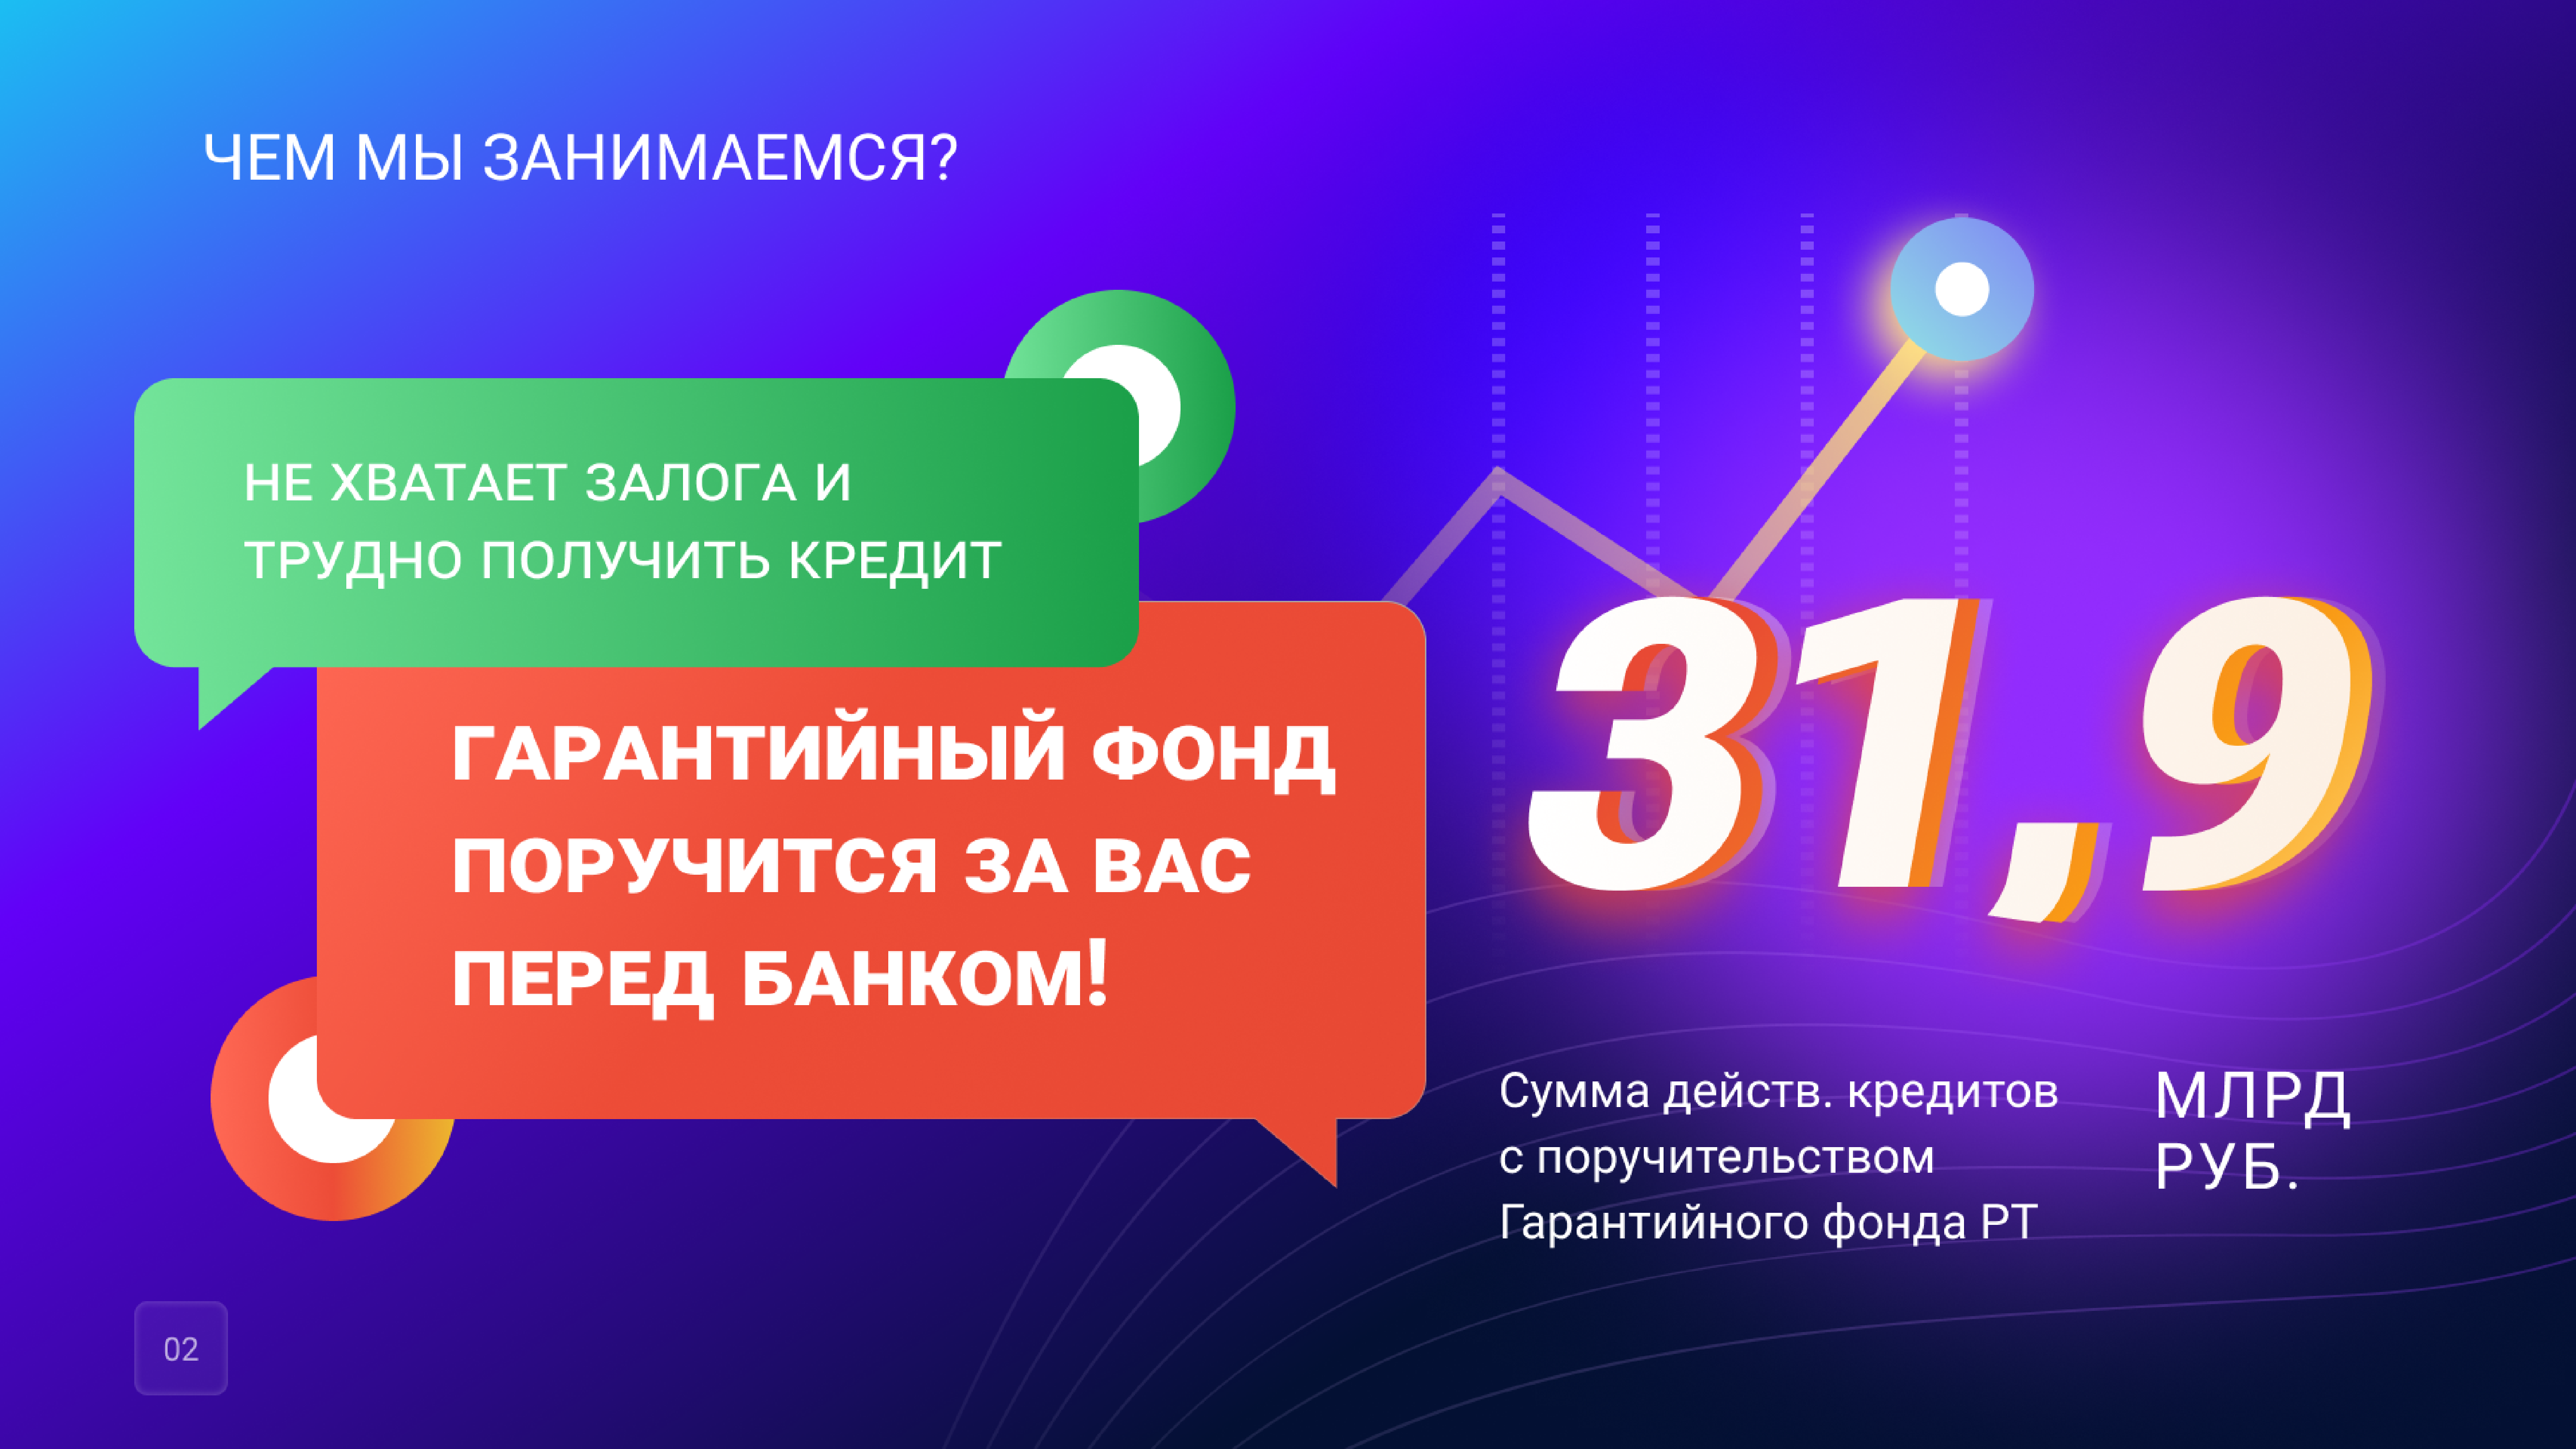 ЧЕМ МЫ ЗАНИМАЕМСЯ?
НЕ ХВАТАЕТ ЗАЛОГА И
ТРУДНО ПОЛУЧИТЬ КРЕДИТ
ГАРАНТИЙНЫЙ ФОНД
ПОРУЧИТСЯ ЗА ВАС
ПЕРЕД БАНКОМ!
31,9
МЛРД
РУБ.
Сумма действ. кредитов
с поручительством
Гарантийного фонда РТ
02